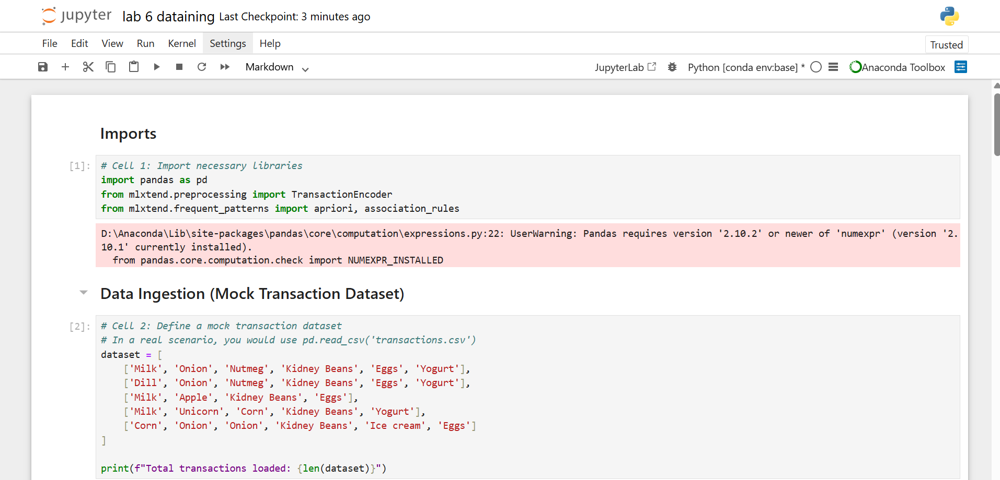 jupyter lab 6 dataining Last Checkpoint: 3 minutes ago
File Edit View Run Kernel Settings Help Trusted
Markdown JupyterLab Python [conda env:base] * Anaconda Toolbox
Imports
[1]: # Cell 1: Import necessary libraries
import pandas as pd
from mlxtend.preprocessing import TransactionEncoder
from mlxtend.frequent_patterns import apriori, association_rules
D:\Anaconda\Lib\site-packages\pandas\core\computation\expressions.py:22: UserWarning: Pandas requires version '2.10.2' or newer of 'numexpr' (version '2.
10.1' currently installed).
  from pandas.core.computation.check import NUMEXPR_INSTALLED
Data Ingestion (Mock Transaction Dataset)
[2]: # Cell 2: Define a mock transaction dataset
# In a real scenario, you would use pd.read_csv('transactions.csv')
dataset = [
    ['Milk', 'Onion', 'Nutmeg', 'Kidney Beans', 'Eggs', 'Yogurt'],
    ['Dill', 'Onion', 'Nutmeg', 'Kidney Beans', 'Eggs', 'Yogurt'],
    ['Milk', 'Apple', 'Kidney Beans', 'Eggs'],
    ['Milk', 'Unicorn', 'Corn', 'Kidney Beans', 'Yogurt'],
    ['Corn', 'Onion', 'Onion', 'Kidney Beans', 'Ice cream', 'Eggs']
]
print(f"Total transactions loaded: {len(dataset)}")